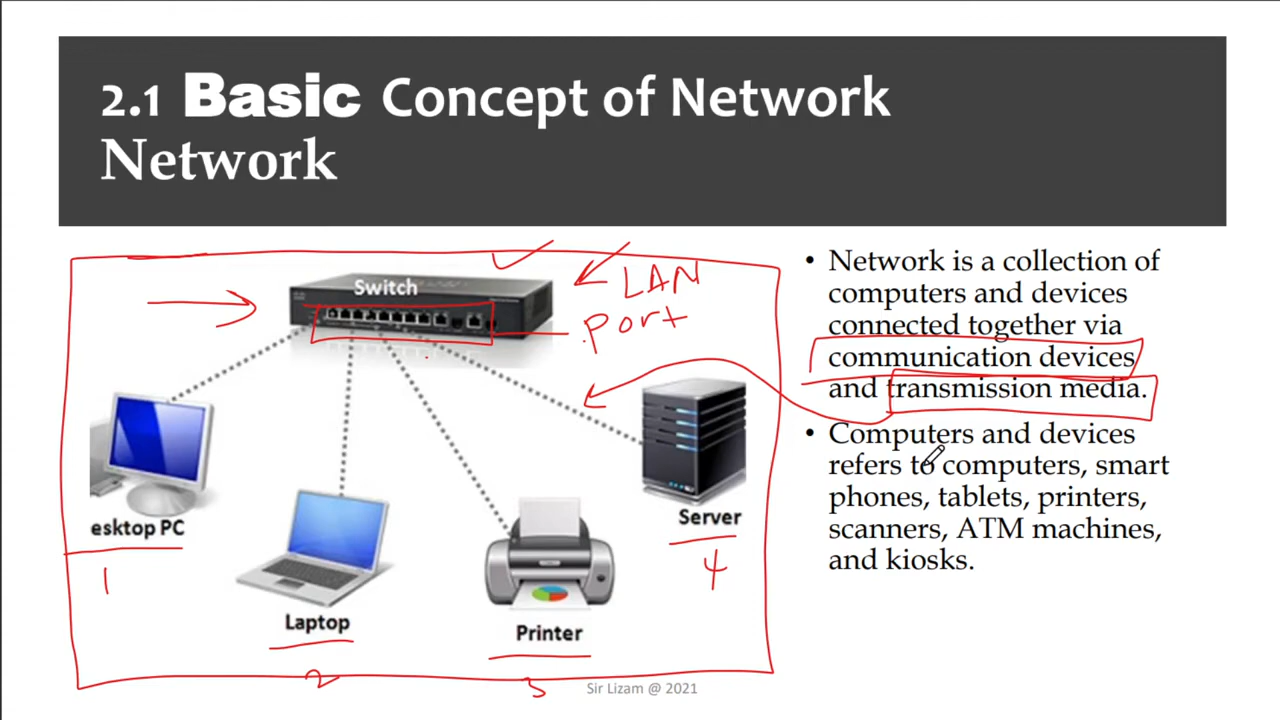 2.1 Basic Concept of Network
Network
Switch
LAN
port
esktop PC
1
Laptop
2
Printer
3
Server
4
• Network is a collection of
computers and devices
connected together via
communication devices
and transmission media.
• Computers and devices
refers to computers, smart
phones, tablets, printers,
scanners, ATM machines,
and kiosks.
Sir Lizam @ 2021